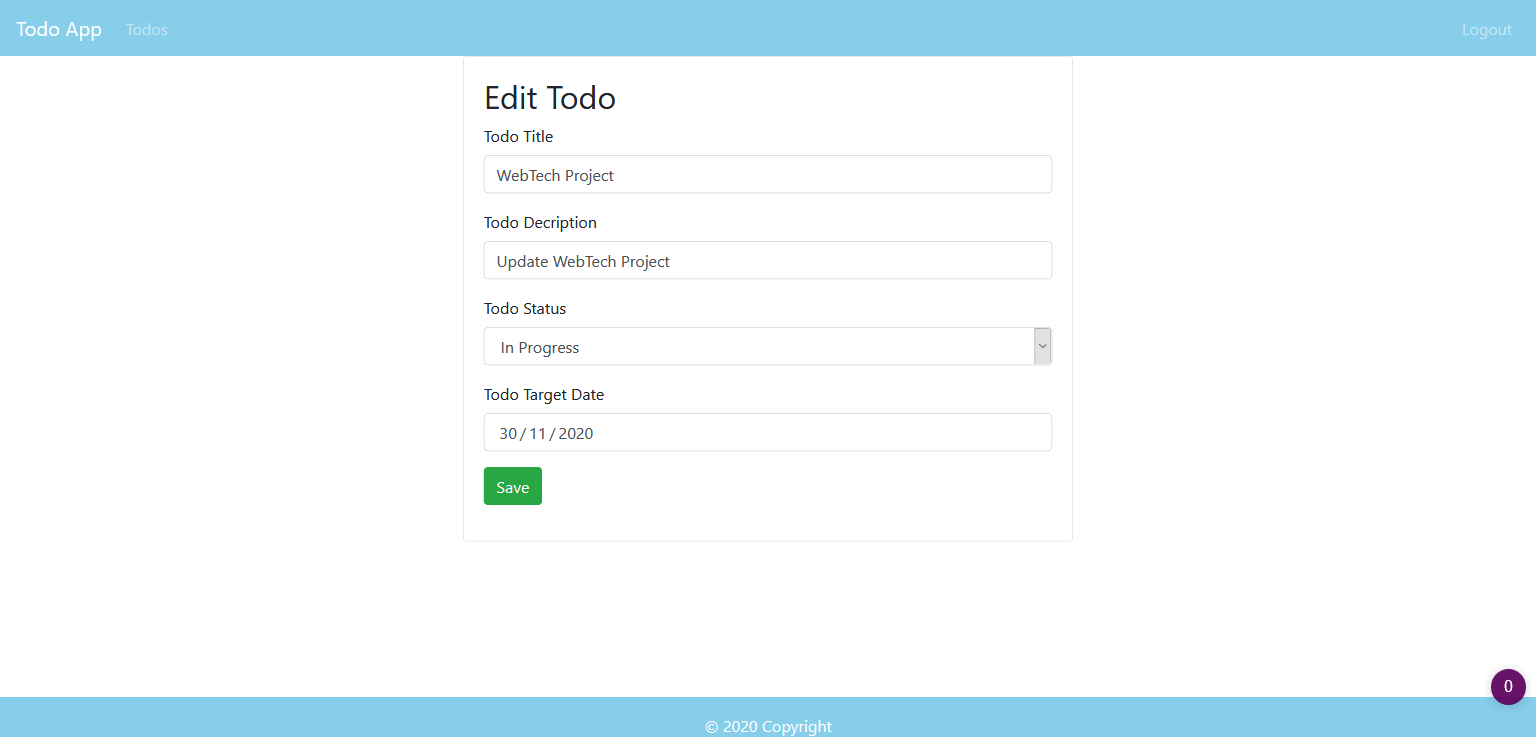 Todo App Todos Logout
Edit Todo
Todo Title
WebTech Project
Todo Decription
Update WebTech Project
Todo Status
In Progress
Todo Target Date
30/11/2020
Save
0
© 2020 Copyright